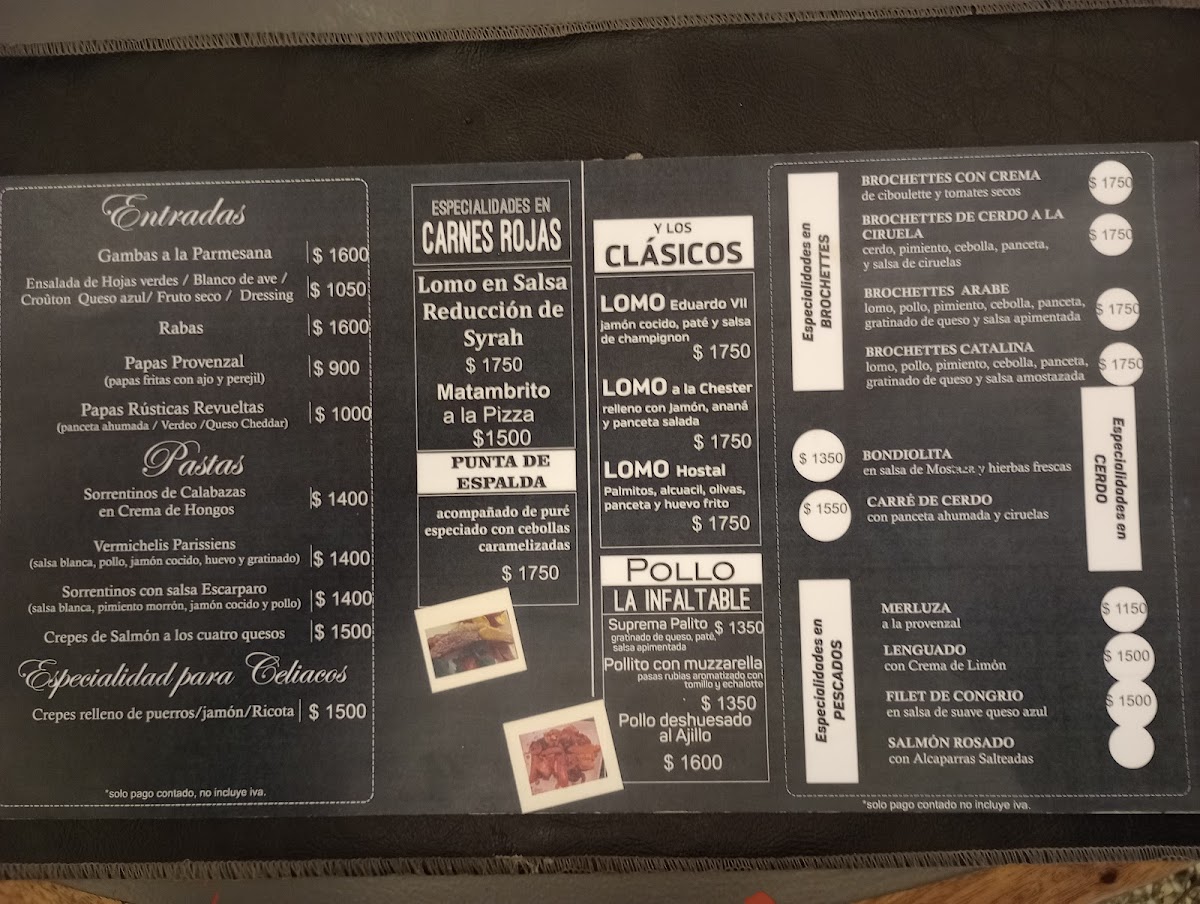 Entradas
Gambas a la Parmesana $ 1600
Ensalada de Hojas verdes / Blanco de ave /
Croûton Queso azul/ Fruto seco / Dressing $ 1050
Rabas $ 1600
Papas Provenzal $ 900
(papas fritas con ajo y perejil)
Papas Rústicas Revueltas $ 1000
(panceta ahumada / Verdeo /Queso Cheddar)
Pastas
Sorrentinos de Calabazas $ 1400
en Crema de Hongos
Vermichelis Parissiens
(salsa blanca, pollo, jamón cocido, huevo y gratinado) $ 1400
Sorrentinos con salsa Escarparo $ 1400
(salsa blanca, pimiento morrón, jamón cocido y pollo)
Crepes de Salmón a los cuatro quesos $ 1500
Especialidad para Celiacos
Crepes relleno de puerros/jamón/Ricota $ 1500
*solo pago contado, no incluye iva.
ESPECIALIDADES EN
CARNES ROJAS
Lomo en Salsa
Reducción de
Syrah
$ 1750
Matambrito
a la Pizza
$1500
PUNTA DE
ESPALDA
acompañado de puré
especiado con cebollas
caramelizadas
$ 1750
Y LOS
CLÁSICOS
LOMO Eduardo VII
jamón cocido, paté y salsa
de champignon
$ 1750
LOMO a la Chester
relleno con Jamón, ananá
y panceta salada
$ 1750
LOMO Hostal
Palmitos, alcuacil, olivas,
panceta y huevo frito
$ 1750
POLLO
LA INFALTABLE
Suprema Palito $ 1350
gratinado de queso, paté,
salsa apimentada
Pollito con muzzarella
pasas rubias aromatizado con
tomillo y echalotte
$ 1350
Pollo deshuesado
al Ajillo
$ 1600
Especialidades en
BROCHETTES
BROCHETTES CON CREMA $ 1750
de ciboulette y tomates secos
BROCHETTES DE CERDO A LA
CIRUELA $ 1750
cerdo, pimiento, cebolla, panceta,
y salsa de ciruelas
BROCHETTES ARABE
lomo, pollo, pimiento, cebolla, panceta, $ 1750
gratinado de queso y salsa apimentada
BROCHETTES CATALINA
lomo, pollo, pimiento, cebolla, panceta, $ 1750
gratinado de queso y salsa amostazada
Especialidades en
CERDO
$ 1350 BONDIOLITA
en salsa de Mostaza y hierbas frescas
$ 1550 CARRÉ DE CERDO
con panceta ahumada y ciruelas
Especialidades en
PESCADOS
MERLUZA $ 1150
a la provenzal
LENGUADO $ 1500
con Crema de Limón
FILET DE CONGRIO $ 1500
en salsa de suave queso azul
SALMÓN ROSADO
con Alcaparras Salteadas
*solo pago contado no incluye iva.